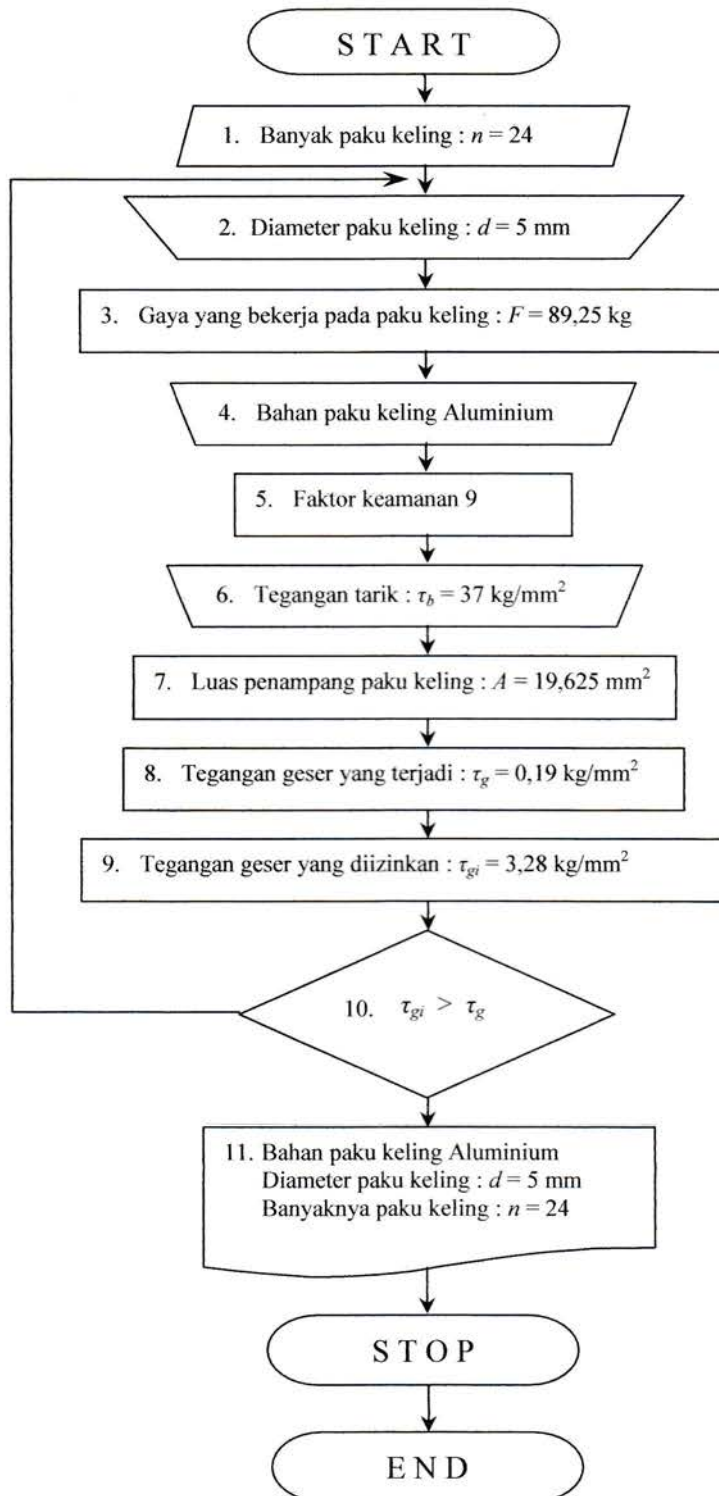 START
1. Banyak paku keling : n = 24
2. Diameter paku keling : d = 5 mm
3. Gaya yang bekerja pada paku keling : F = 89,25 kg
4. Bahan paku keling Aluminium
5. Faktor keamanan 9
6. Tegangan tarik : τb = 37 kg/mm²
7. Luas penampang paku keling : A = 19,625 mm²
8. Tegangan geser yang terjadi : τg = 0,19 kg/mm²
9. Tegangan geser yang diizinkan : τgi = 3,28 kg/mm²
10. τgi > τg
11. Bahan paku keling Aluminium
Diameter paku keling : d = 5 mm
Banyaknya paku keling : n = 24
STOP
END